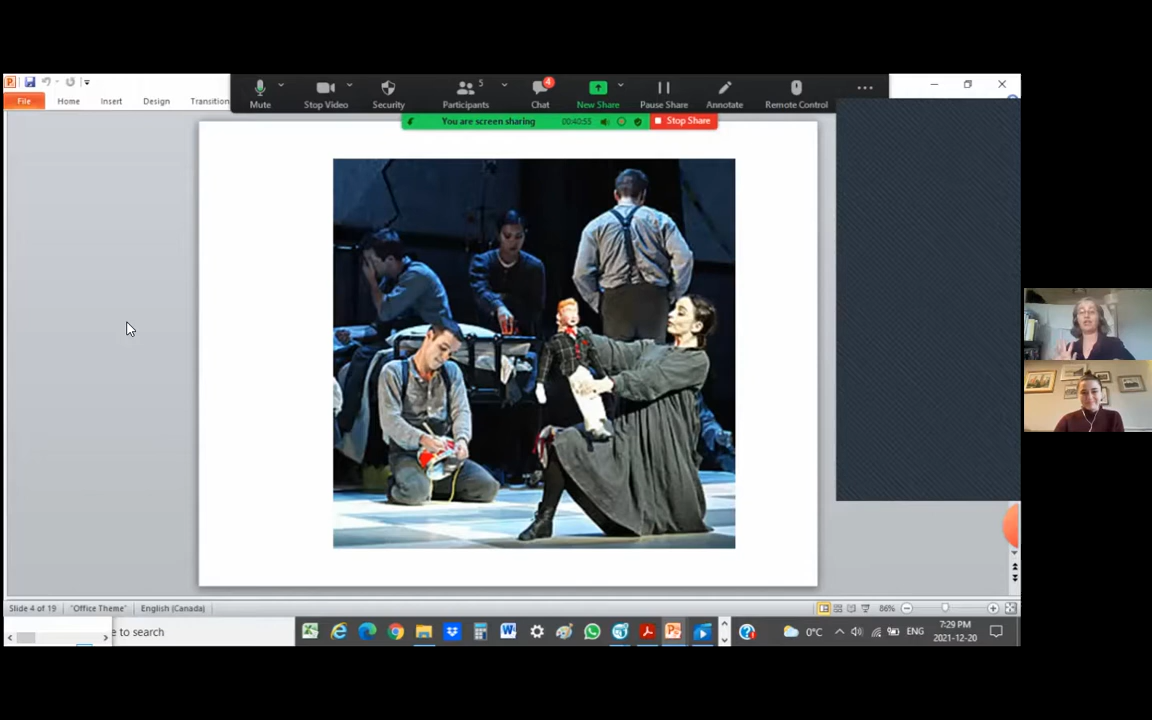 File Home Insert Design Transition
Mute Stop Video Security Participants 5 Chat 4 New Share Pause Share Annotate Remote Control
You are screen sharing 00:40:55 Stop Share
Slide 4 of 19 "Office Theme" English (Canada) 86%
e to search 0°C ENG 7:29 PM
2021-12-20